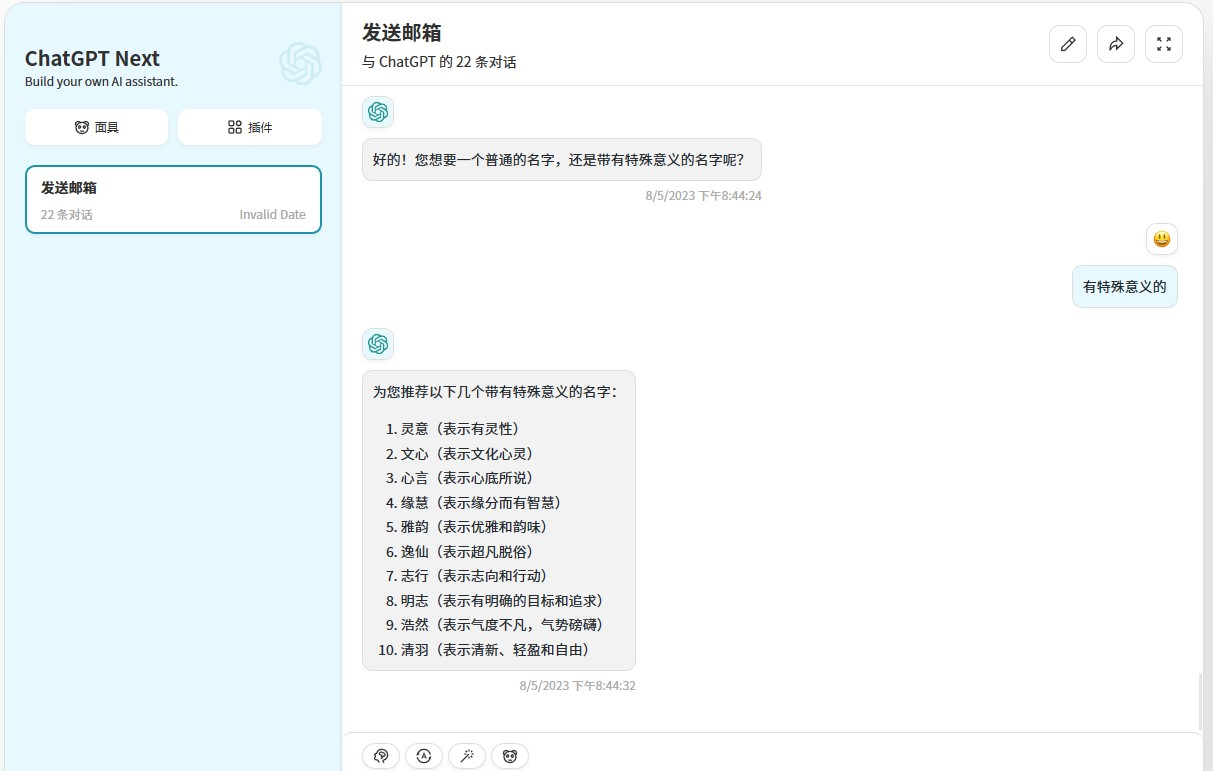 ChatGPT Next
Build your own AI assistant.
面具
插件
发送邮箱
22 条对话
Invalid Date
发送邮箱
与 ChatGPT 的 22 条对话
好的！您想要一个普通的名字，还是带有特殊意义的名字呢？
8/5/2023 下午8:44:24
有特殊意义的
为您推荐以下几个带有特殊意义的名字：
1. 灵意（表示有灵性）
2. 文心（表示文化心灵）
3. 心言（表示心底所说）
4. 缘慧（表示缘分而有智慧）
5. 雅韵（表示优雅和韵味）
6. 逸仙（表示超凡脱俗）
7. 志行（表示志向和行动）
8. 明志（表示有明确的目标和追求）
9. 浩然（表示气度不凡，气势磅礴）
10. 清羽（表示清新、轻盈和自由）
8/5/2023 下午8:44:32